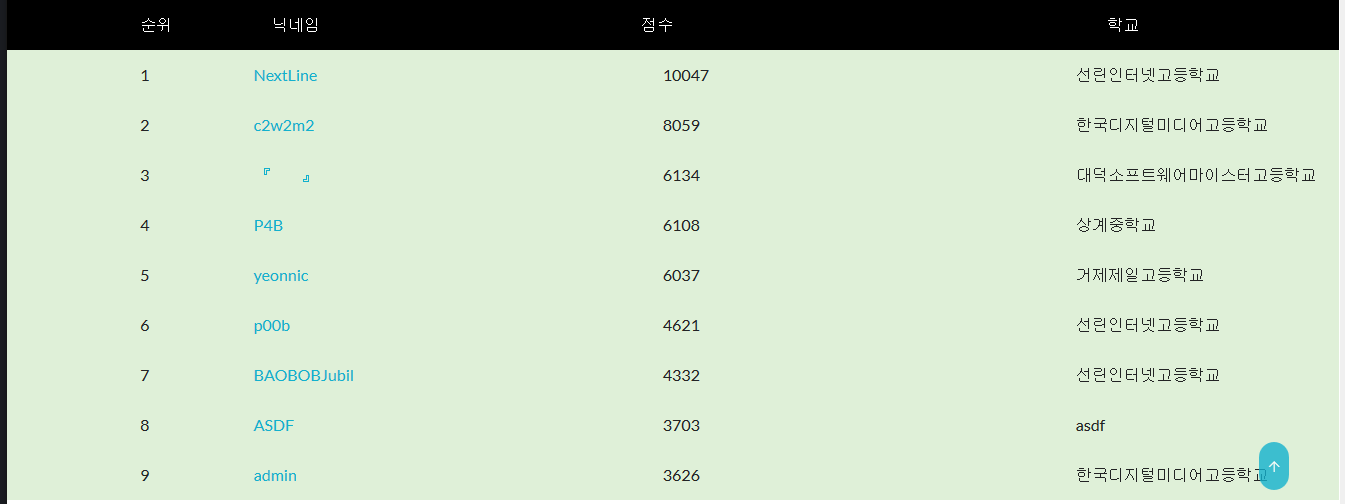 순위 닉네임 점수 학교
1 NextLine 10047 선린인터넷고등학교
2 c2w2m2 8059 한국디지털미디어고등학교
3 『 』 6134 대덕소프트웨어마이스터고등학교
4 P4B 6108 상계중학교
5 yeonnic 6037 거제제일고등학교
6 p00b 4621 선린인터넷고등학교
7 BAOBOBJubil 4332 선린인터넷고등학교
8 ASDF 3703 asdf
9 admin 3626 한국디지털미디어고등학교